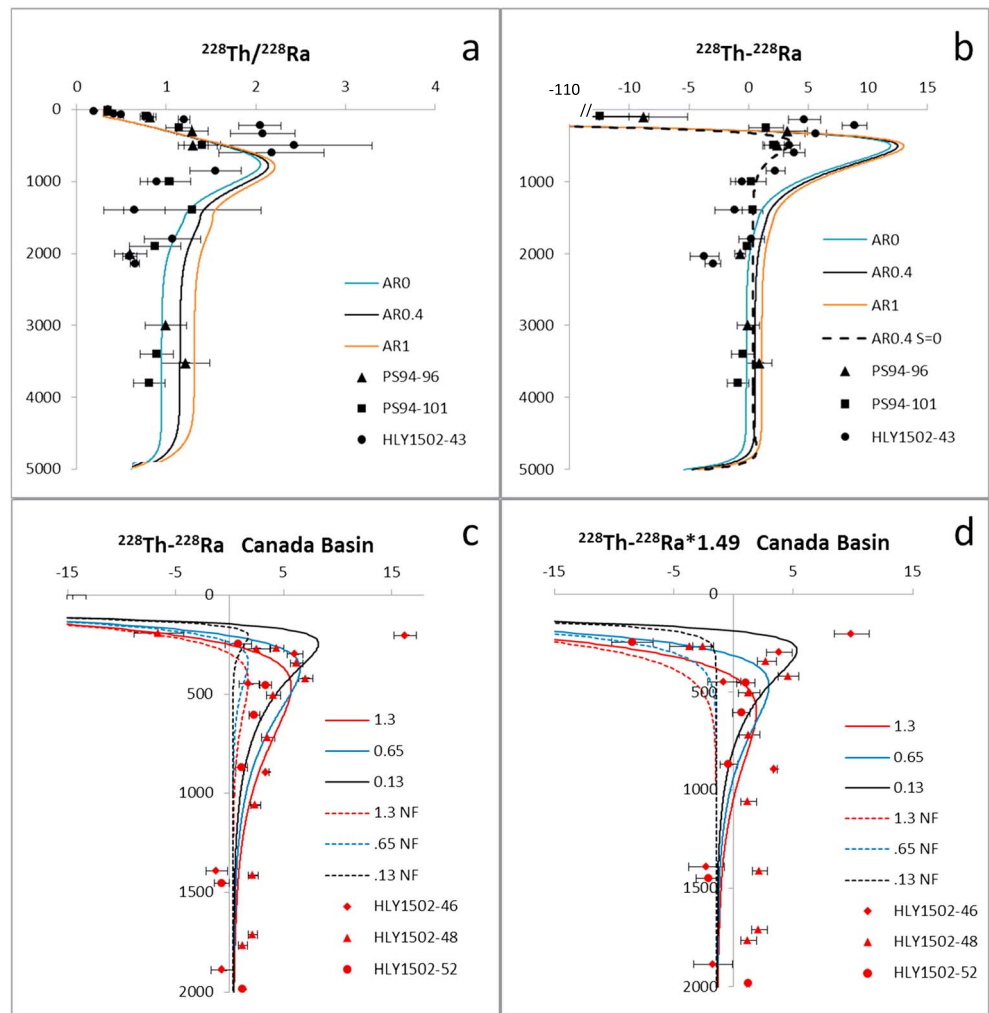 ²²⁸Th/²²⁸Ra a
0 1 2 3 4
0
1000
2000
3000
4000
5000
AR0
AR0.4
AR1
PS94-96
PS94-101
HLY1502-43
²²⁸Th-²²⁸Ra b
-110 -10 -5 0 5 10 15
//
0
1000
2000
3000
4000
5000
AR0
AR0.4
AR1
AR0.4 S=0
PS94-96
PS94-101
HLY1502-43
²²⁸Th-²²⁸Ra Canada Basin c
-15 -5 5 15
0
500
1000
1500
2000
1.3
0.65
0.13
1.3 NF
.65 NF
.13 NF
HLY1502-46
HLY1502-48
HLY1502-52
²²⁸Th-²²⁸Ra*1.49 Canada Basin d
-15 -5 5 15
0
500
1000
1500
2000
1.3
0.65
0.13
1.3 NF
.65 NF
.13 NF
HLY1502-46
HLY1502-48
HLY1502-52